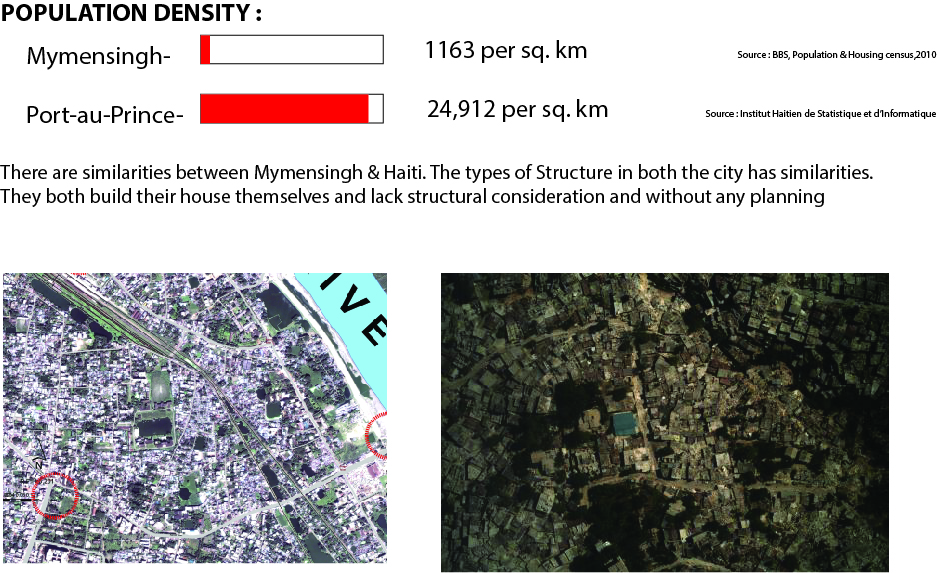 POPULATION DENSITY :
Mymensingh- 1163 per sq. km Source : BBS, Population & Housing census,2010
Port-au-Prince- 24,912 per sq. km Source : Institut Haitien de Statistique et d'Informatique
There are similarities between Mymensingh & Haiti. The types of Structure in both the city has similarities.
They both build their house themselves and lack structural consideration and without any planning
IVE
N